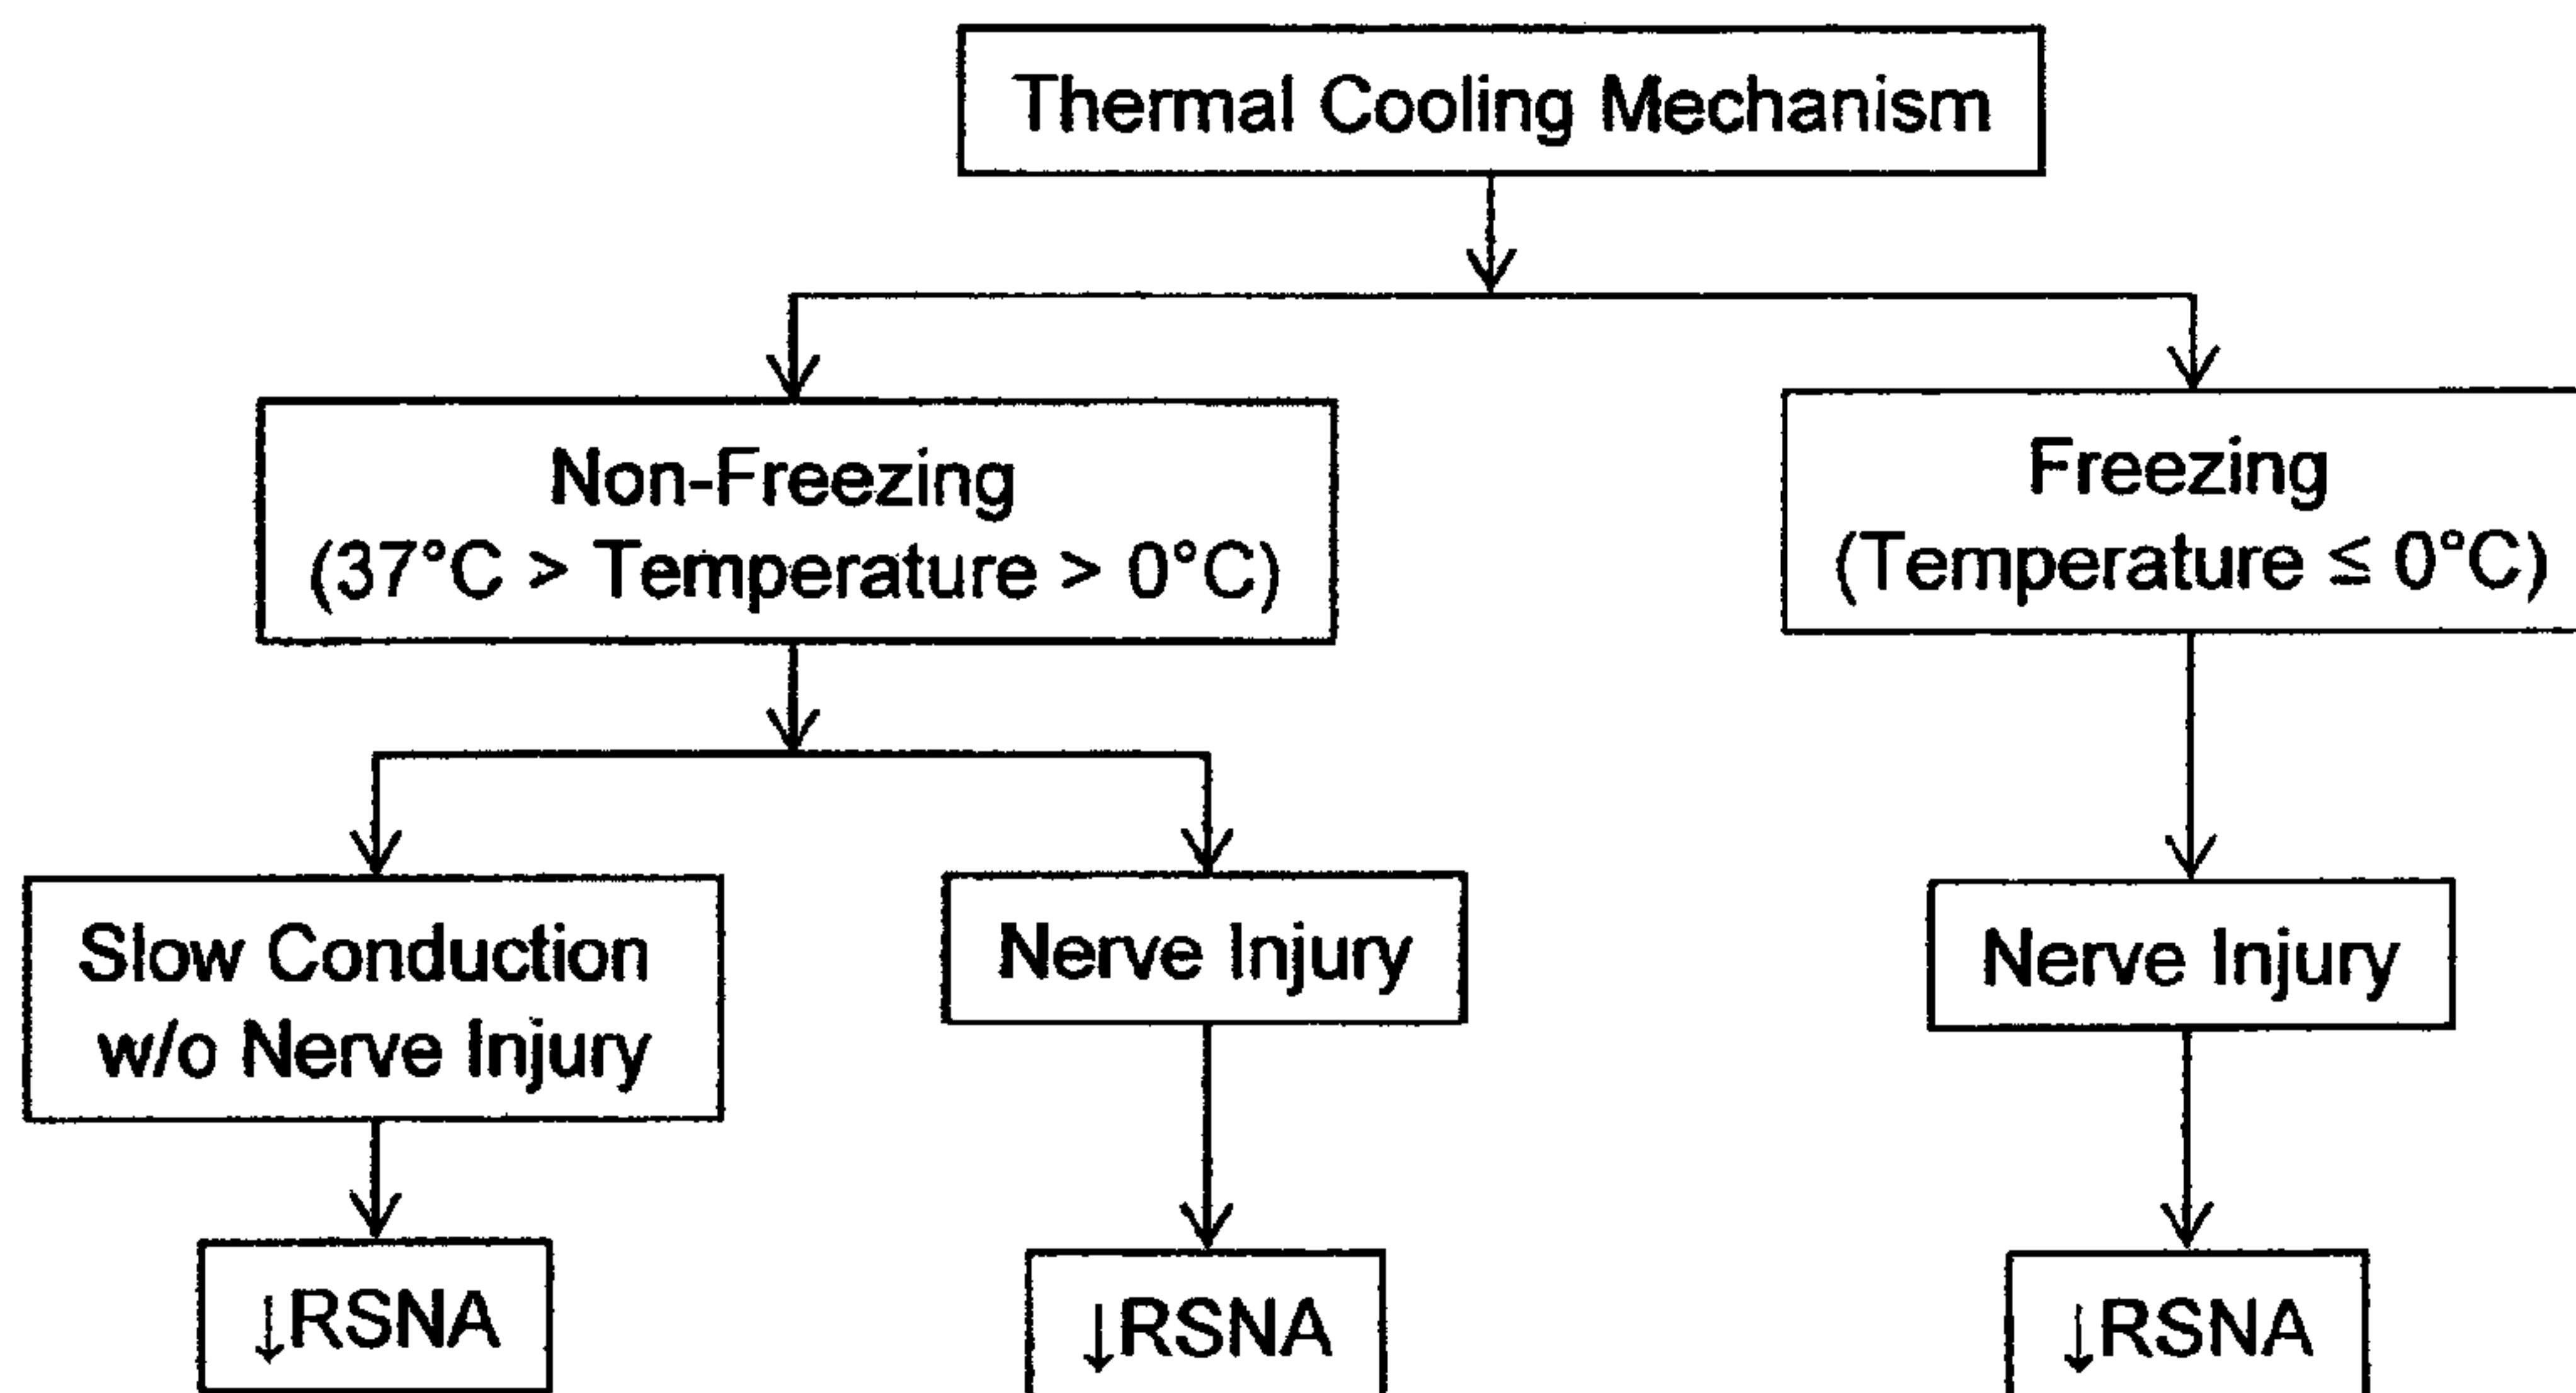 Thermal Cooling Mechanism
Non-Freezing
(37°C > Temperature > 0°C)
Freezing
(Temperature ≤ 0°C)
Slow Conduction
w/o Nerve Injury
Nerve Injury
Nerve Injury
↓RSNA
↓RSNA
↓RSNA